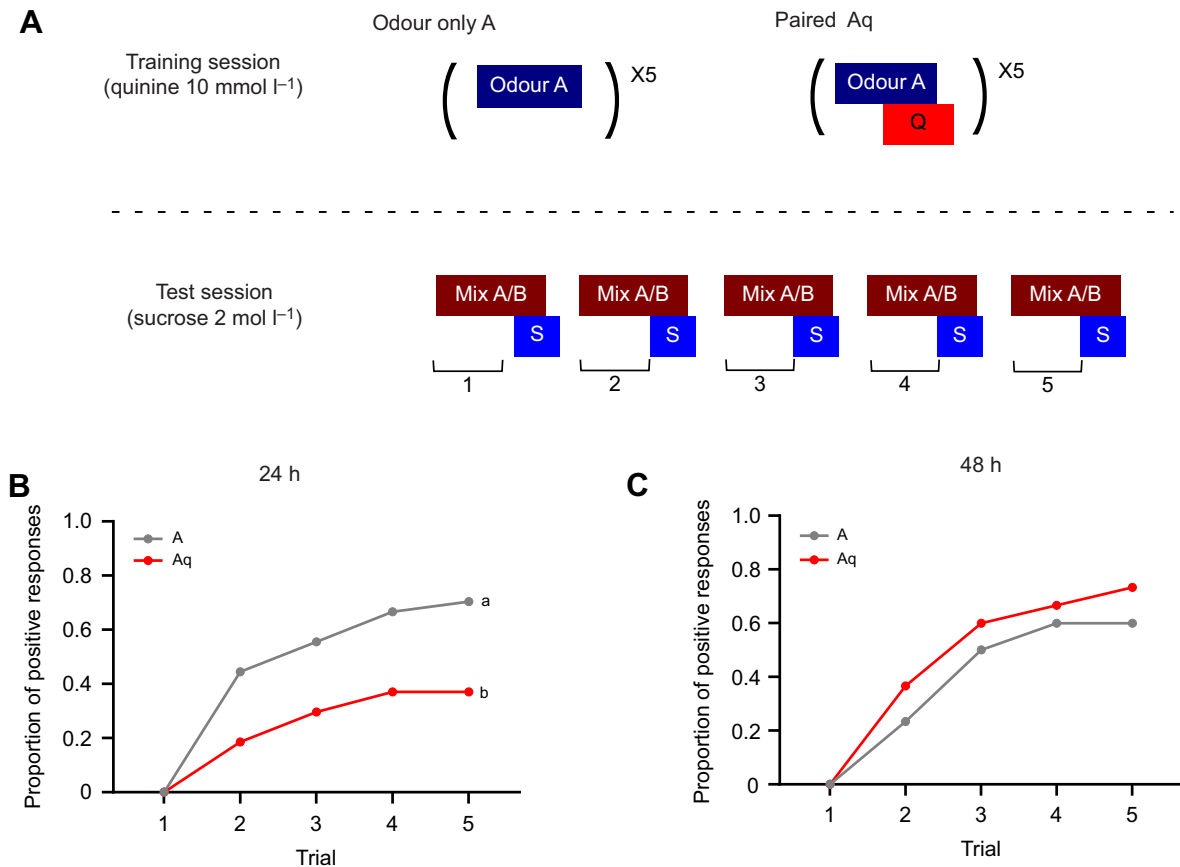 A
Odour only A
Paired Aq
Training session
(quinine 10 mmol l⁻¹)
Odour A
X5
Odour A
Q
X5
Test session
(sucrose 2 mol l⁻¹)
Mix A/B
Mix A/B
Mix A/B
Mix A/B
Mix A/B
S
S
S
S
S
1
2
3
4
5
B
24 h
Proportion of positive responses
1.0
0.8
0.6
0.4
0.2
0
A
Aq
a
b
1 2 3 4 5
Trial
C
48 h
Proportion of positive responses
1.0
0.8
0.6
0.4
0.2
0
A
Aq
1 2 3 4 5
Trial